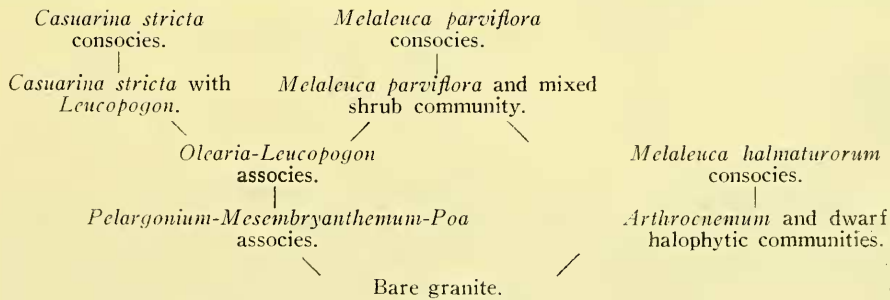 Casuarina stricta
consocies.
Melaleuca parviflora
consocies.
Casuarina stricta with
Leucopogon.
Melaleuca parviflora and mixed
shrub community.
Olearia-Leucopogon
associes.
Melaleuca halmaturorum
consocies.
Pelargonium-Mesembryanthemum-Poa
associes.
Arthrocnemum and dwarf
halophytic communities.
Bare granite.